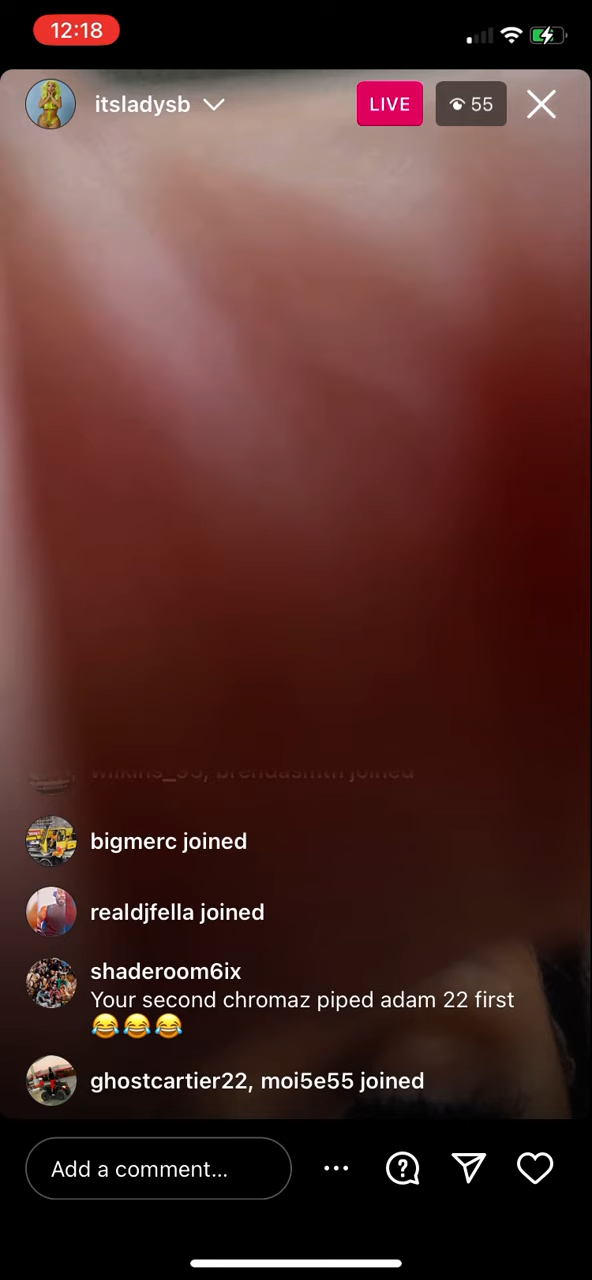 12:18
itsladysb
LIVE
55
joined
bigmerc joined
realdjfella joined
shaderoom6ix
Your second chromaz piped adam 22 first
😂😂😂
ghostcartier22, moi5e55 joined
Add a comment...